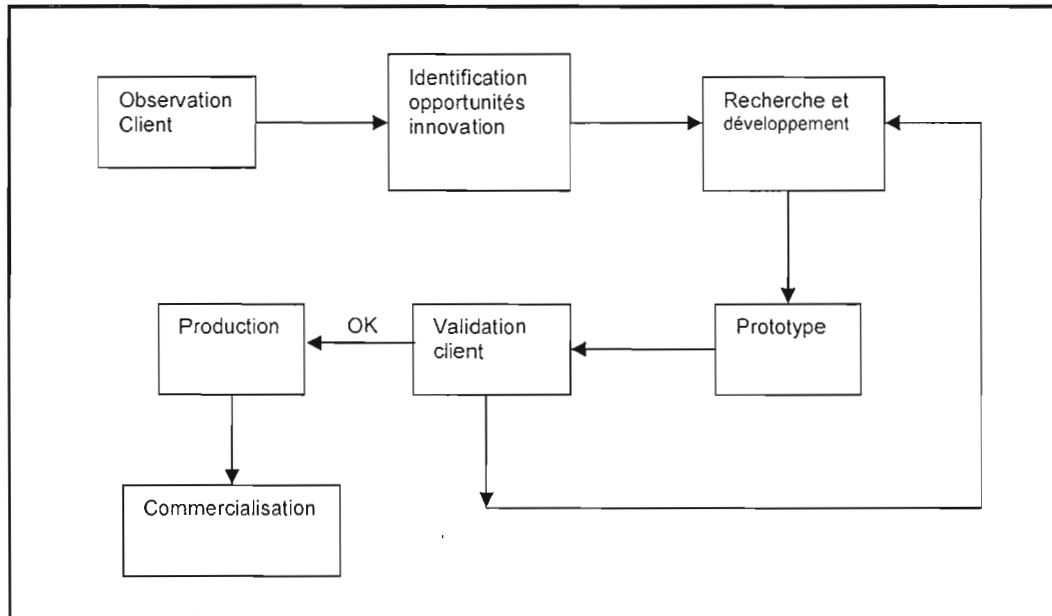 Observation
Client
Identification
opportunités
innovation
Recherche et
développement
Prototype
Validation
client
OK
Production
Commercialisation